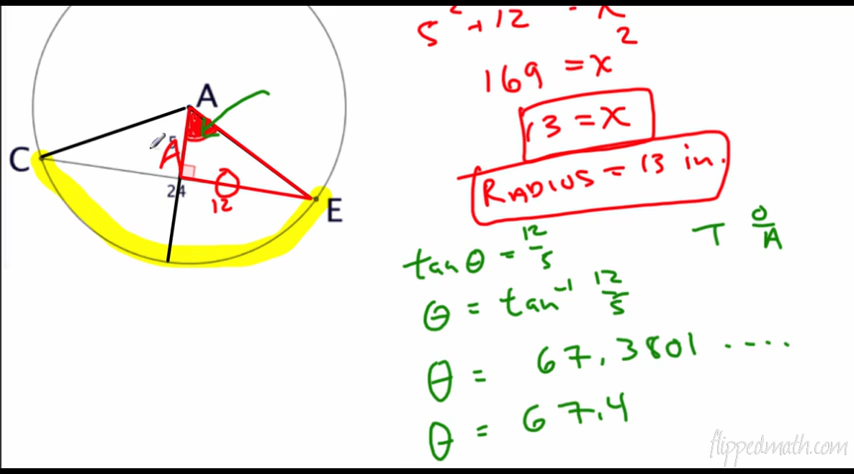 5² + 12² = x²
169 = x²
13 = x
RADIUS = 13 in.
A
C
A
24
12
O
E
tan θ = 12/5
T O/A
θ = tan⁻¹ 12/5
θ = 67.3801 ....
θ = 67.4
flippedmath.com